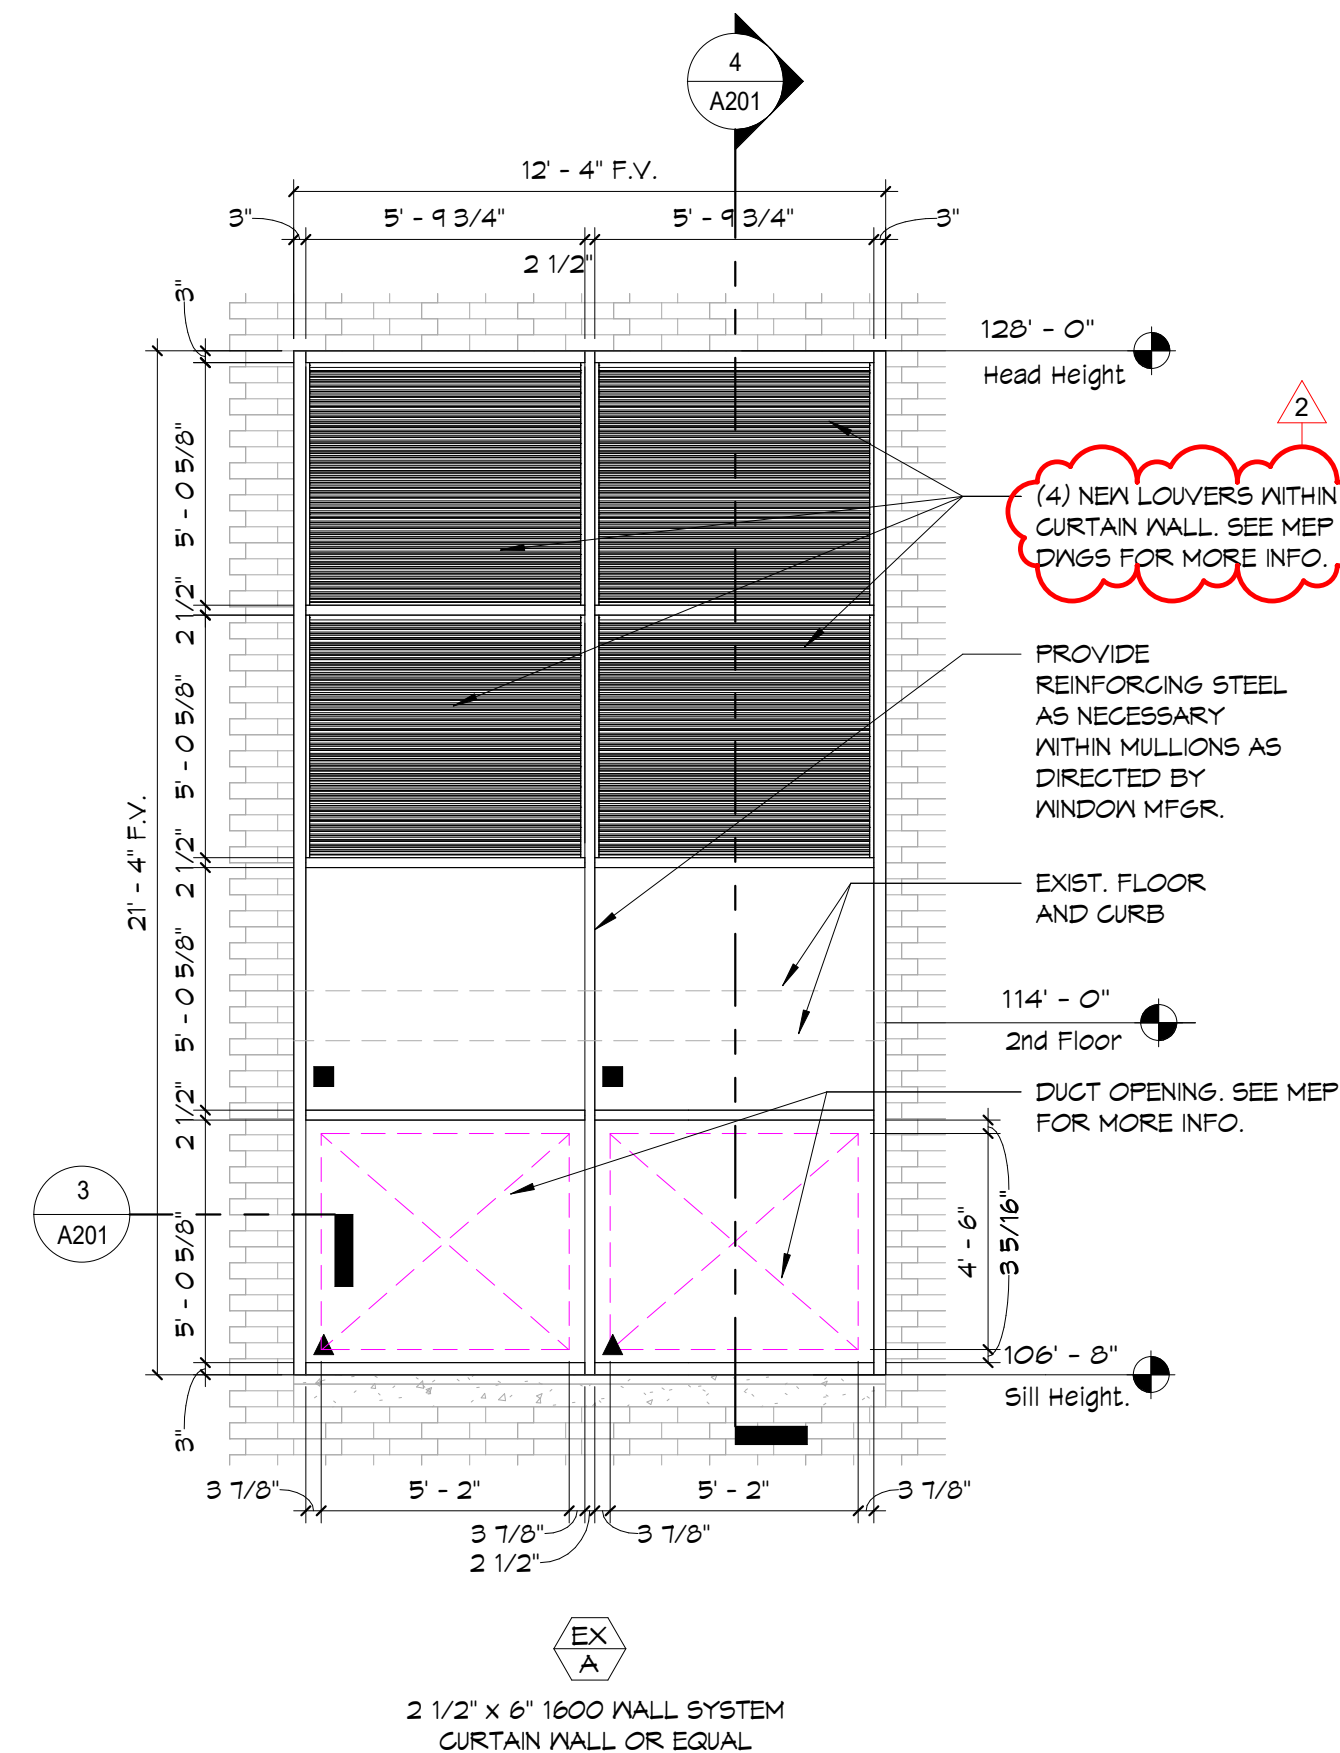 4
A201
12' - 4" F.V.
3"
5' - 9 3/4"
5' - 9 3/4"
3"
2 1/2"
3"
128' - 0"
Head Height
2
(4) NEW LOUVERS WITHIN
CURTAIN WALL. SEE MEP
DWGS FOR MORE INFO.
5' - 0 5/8"
2 1/2"
PROVIDE
REINFORCING STEEL
AS NECESSARY
WITHIN MULLIONS AS
DIRECTED BY
WINDOW MFGR.
5' - 0 5/8"
21' - 4" F.V.
2 1/2"
EXIST. FLOOR
AND CURB
5' - 0 5/8"
114' - 0"
2nd Floor
2 1/2"
DUCT OPENING. SEE MEP
FOR MORE INFO.
3
A201
5' - 0 5/8"
4' - 6"
3 5/16"
106' - 8"
Sill Height.
3"
3 7/8"
5' - 2"
5' - 2"
3 7/8"
3 7/8"
3 7/8"
2 1/2"
EX
A
2 1/2" x 6" 1600 WALL SYSTEM
CURTAIN WALL OR EQUAL